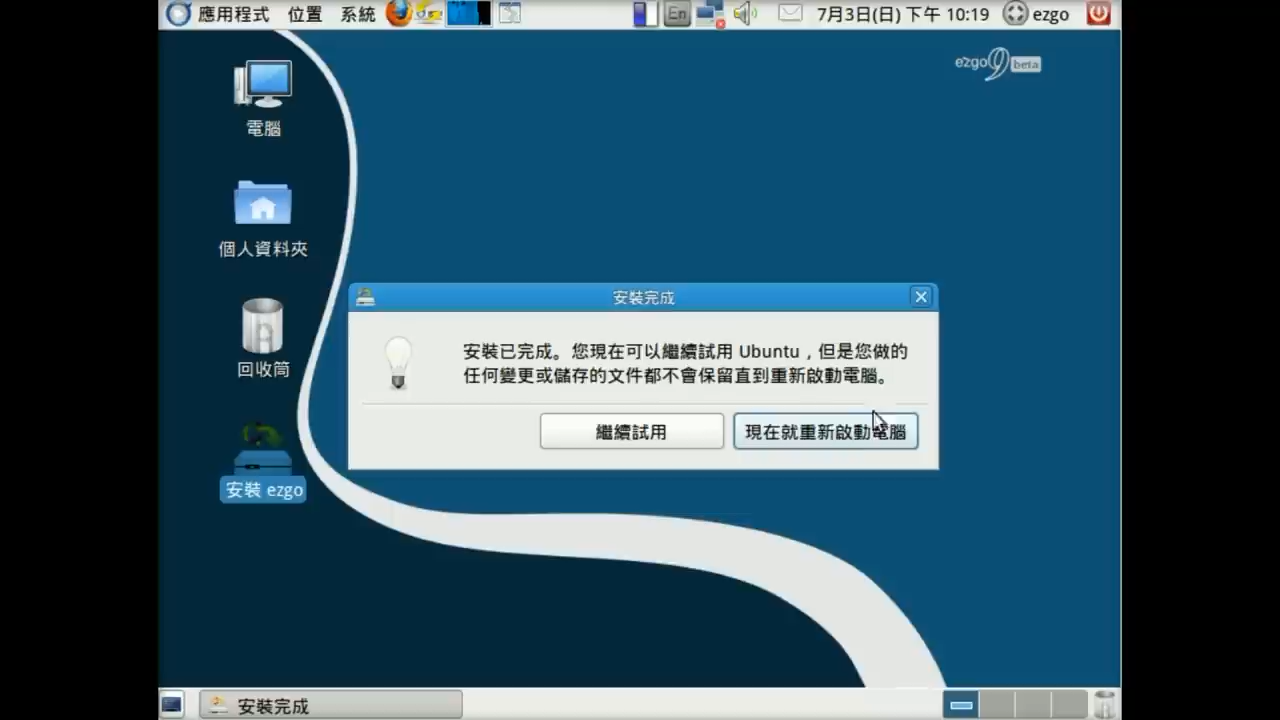 應用程式 位置 系統 En 7月3日(日) 下午 10:19 ezgo
ezgo9 beta
電腦
個人資料夾
回收筒
安裝 ezgo
安裝完成
安裝已完成。您現在可以繼續試用 Ubuntu，但是您做的
任何變更或儲存的文件都不會保留直到重新啟動電腦。
繼續試用 現在就重新啟動電腦
安裝完成